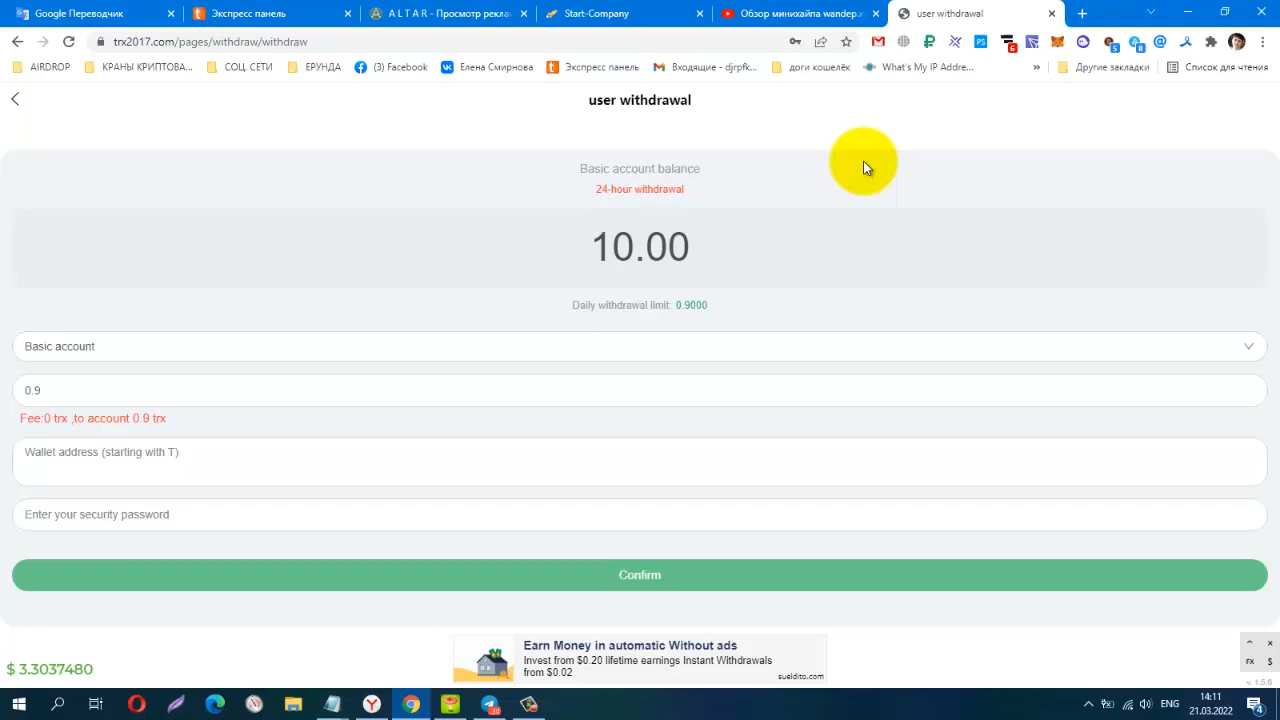 Google Переводчик
Экспресс панель
A L T A R - Просмотр рекла
Start-Company
Обзор минихайпа wandep.x
user withdrawal
trx2017.com/pages/withdraw/withdraw
AIRDROP
КРАНЫ КРИПТОВА...
СОЦ. СЕТИ
ЕРУНДА
(3) Facebook
Елена Смирнова
Экспресс панель
Входящие - djrpfk...
доги кошелёк
What's My IP Addre...
»
Другие закладки
Список для чтения
user withdrawal
Basic account balance
24-hour withdrawal
10.00
Daily withdrawal limit: 0.9000
Basic account
0.9
Fee:0 trx ,to account 0.9 trx
Wallet address (starting with T)
Enter your security password
Confirm
$ 3.3037480
Earn Money in automatic Without ads
Invest from $0.20 lifetime earnings Instant Withdrawals
from $0.02
sueldito.com
FX $
v. 1.5.6
ENG
14:11
21.03.2022